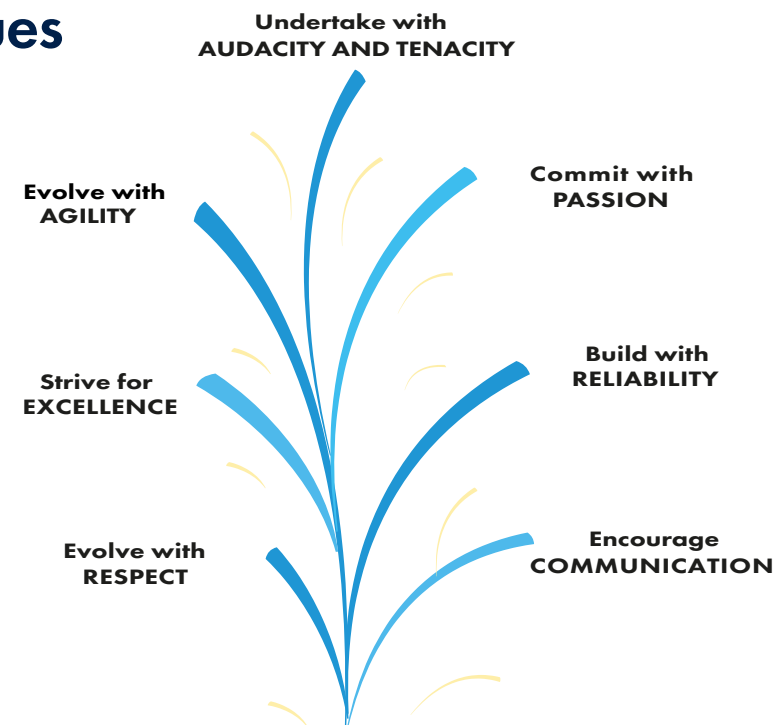 ues
Undertake with
AUDACITY AND TENACITY
Commit with
PASSION
Evolve with
AGILITY
Build with
RELIABILITY
Strive for
EXCELLENCE
Encourage
COMMUNICATION
Evolve with
RESPECT